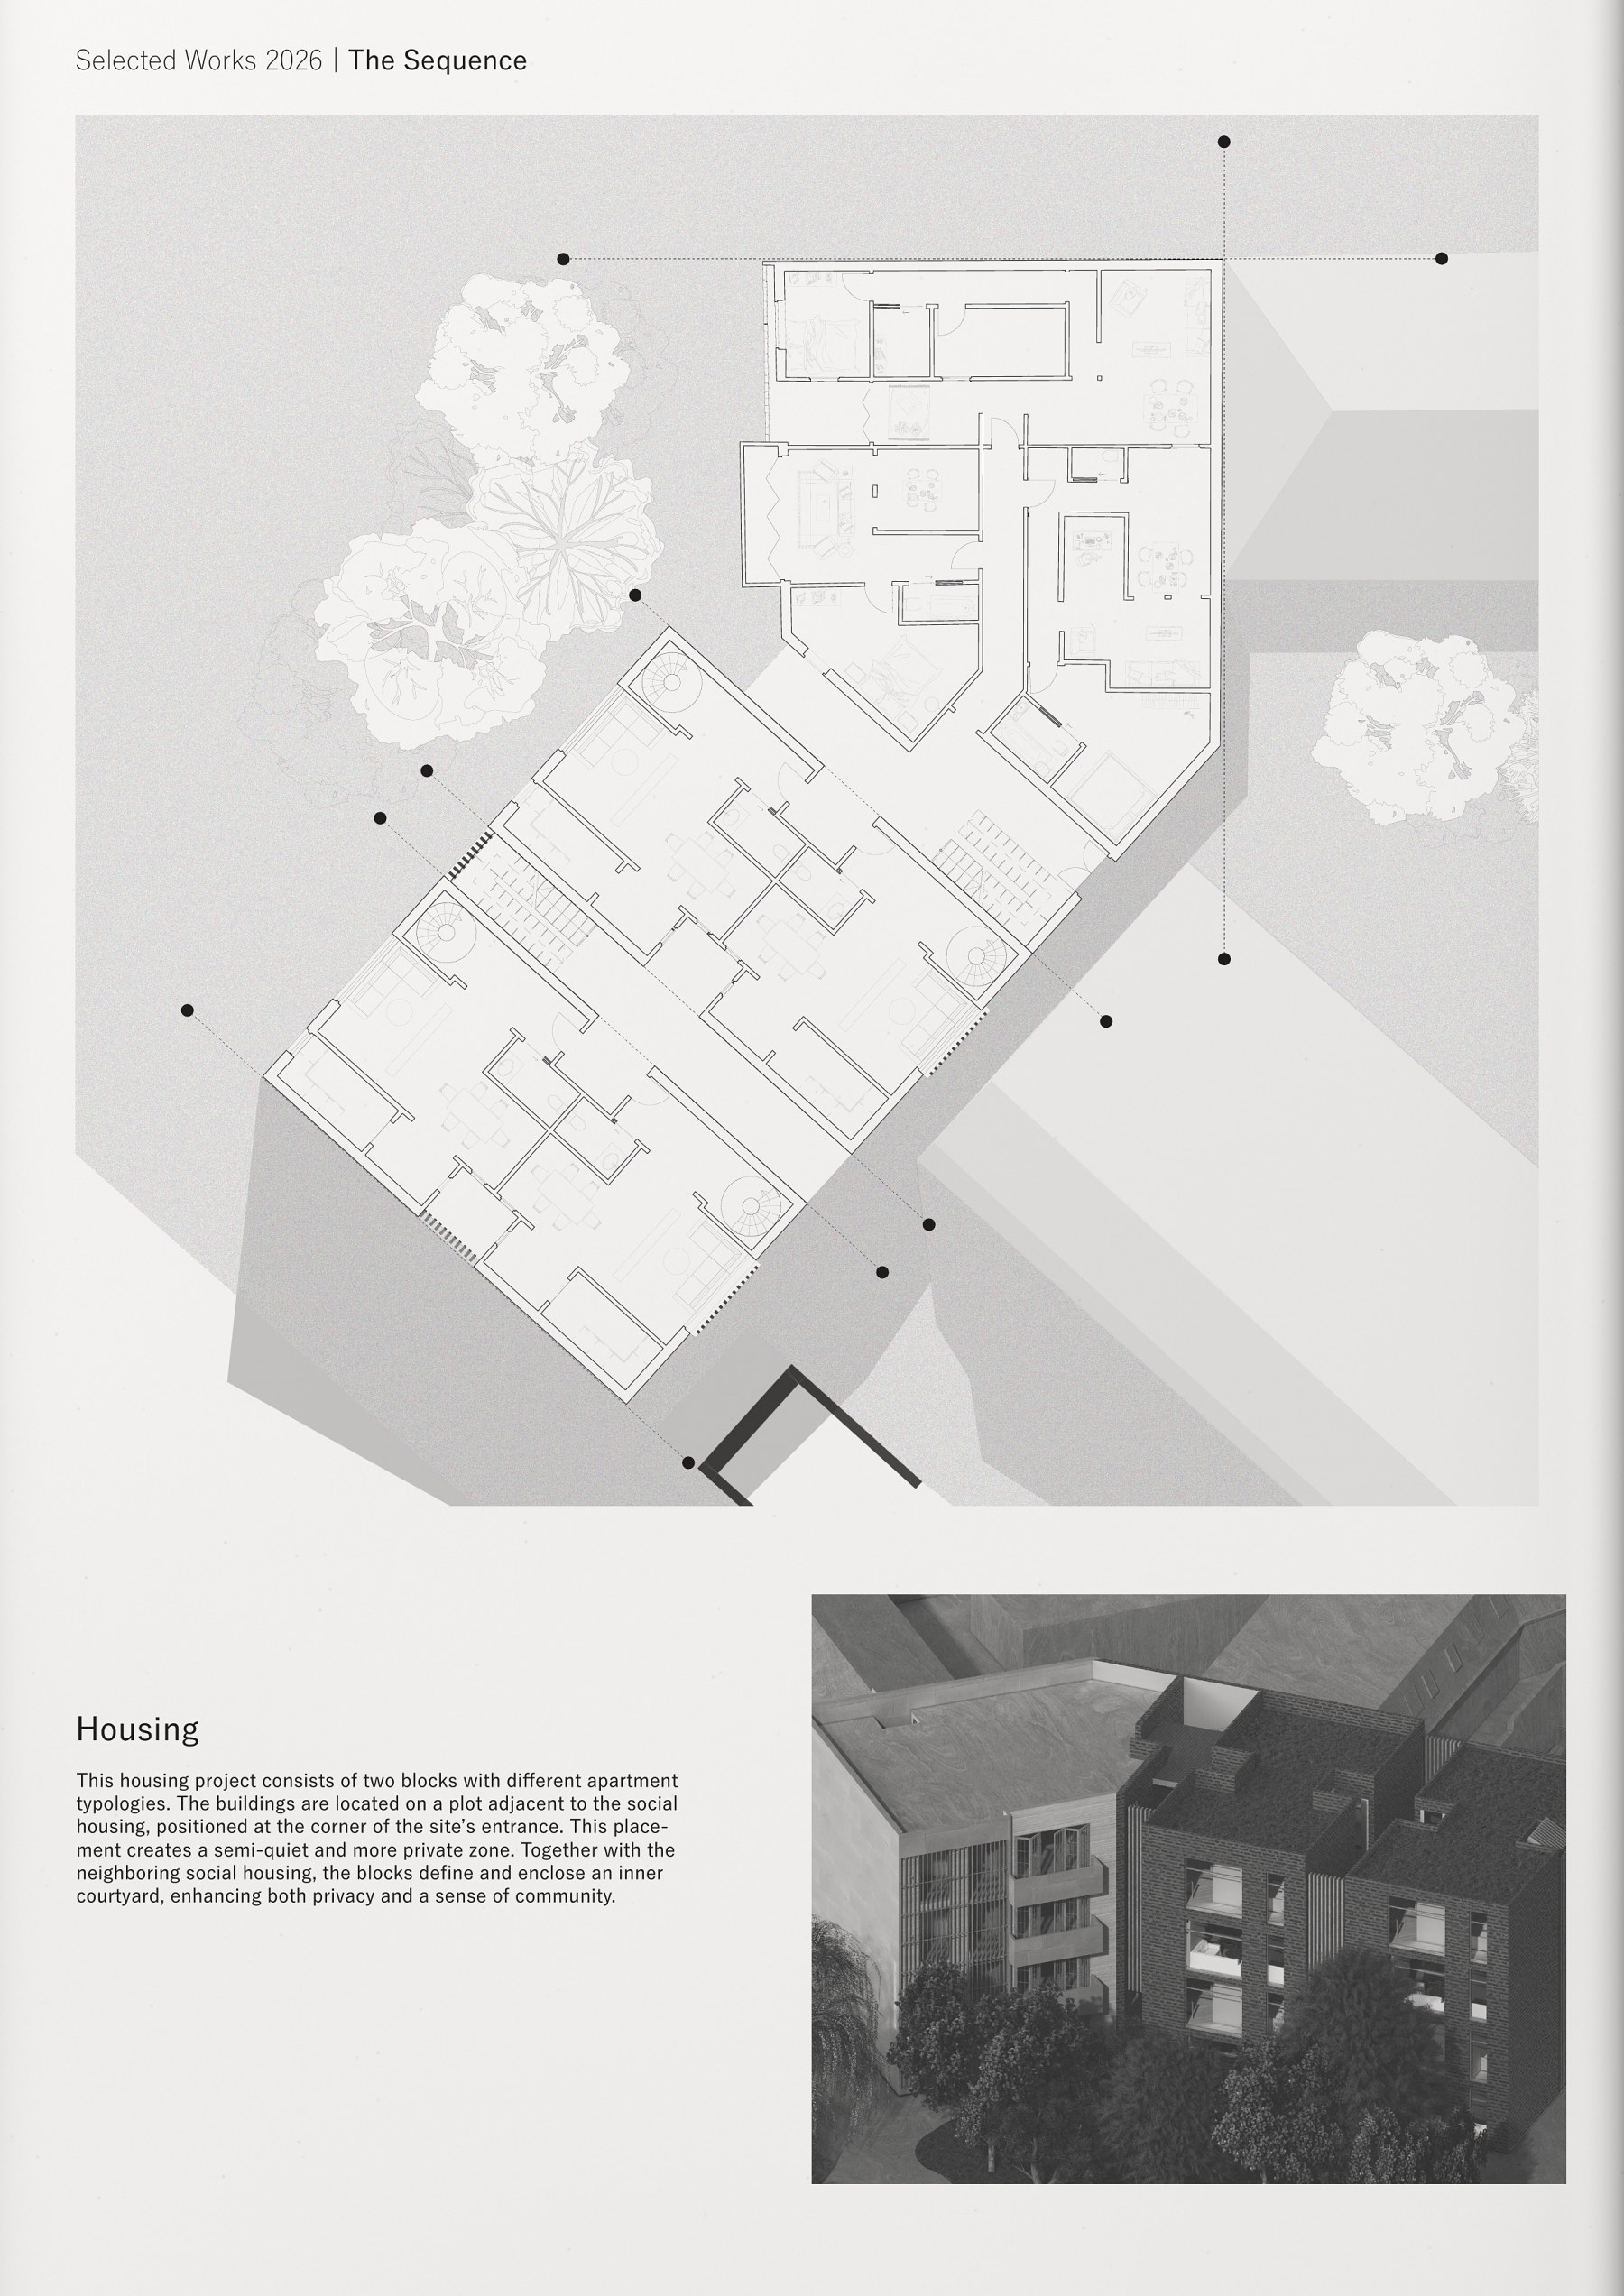 Selected Works 2026 | The Sequence
Housing
This housing project consists of two blocks with different apartment
typologies. The buildings are located on a plot adjacent to the social
housing, positioned at the corner of the site's entrance. This place-
ment creates a semi-quiet and more private zone. Together with the
neighboring social housing, the blocks define and enclose an inner
courtyard, enhancing both privacy and a sense of community.